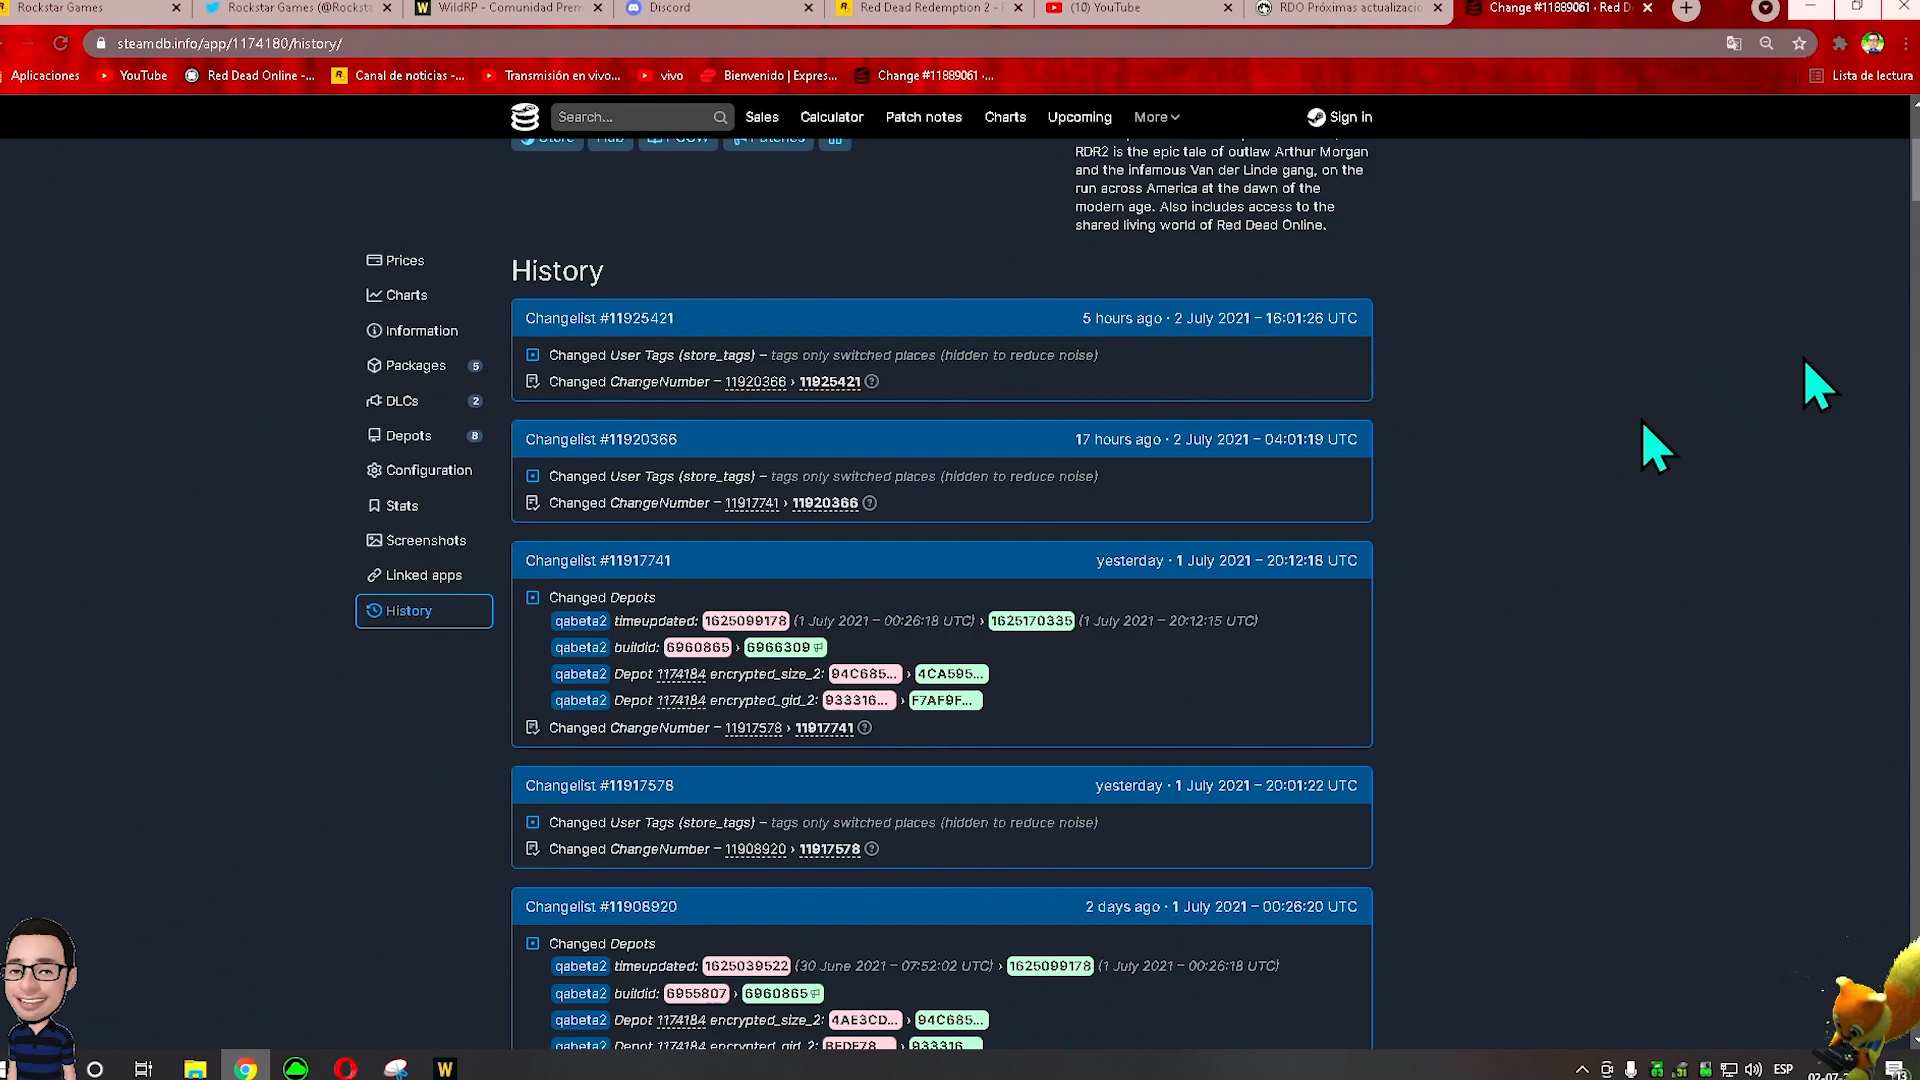 Rockstar Games
Rockstar Games (@Rocksta
WildRP - Comunidad Prem
Discord
Red Dead Redemption 2 -
(10) YouTube
RDO Próximas actualizacio
Change #11889061 · Red D
steamdb.info/app/1174180/history/
Aplicaciones
YouTube
Red Dead Online -...
Canal de noticias -...
Transmisión en vivo...
vivo
Bienvenido | Expres...
Change #11889061 ·...
Lista de lectura
Search...
Sales
Calculator
Patch notes
Charts
Upcoming
More
Sign in
Store
Hub
PCGW
Patches
RDR2 is the epic tale of outlaw Arthur Morgan
and the infamous Van der Linde gang, on the
run across America at the dawn of the
modern age. Also includes access to the
shared living world of Red Dead Online.
Prices
Charts
Information
Packages 5
DLCs 2
Depots 8
Configuration
Stats
Screenshots
Linked apps
History
History
Changelist #11925421 5 hours ago · 2 July 2021 – 16:01:26 UTC
Changed User Tags (store_tags) – tags only switched places (hidden to reduce noise)
Changed ChangeNumber – 11920366 › 11925421
Changelist #11920366 17 hours ago · 2 July 2021 – 04:01:19 UTC
Changed User Tags (store_tags) – tags only switched places (hidden to reduce noise)
Changed ChangeNumber – 11917741 › 11920366
Changelist #11917741 yesterday · 1 July 2021 – 20:12:18 UTC
Changed Depots
qabeta2 timeupdated: 1625099178 (1 July 2021 – 00:26:18 UTC) › 1625170335 (1 July 2021 – 20:12:15 UTC)
qabeta2 buildid: 6960865 › 6966309
qabeta2 Depot 1174184 encrypted_size_2: 94C685... › 4CA595...
qabeta2 Depot 1174184 encrypted_gid_2: 933316... › F7AF9F...
Changed ChangeNumber – 11917578 › 11917741
Changelist #11917578 yesterday · 1 July 2021 – 20:01:22 UTC
Changed User Tags (store_tags) – tags only switched places (hidden to reduce noise)
Changed ChangeNumber – 11908920 › 11917578
Changelist #11908920 2 days ago · 1 July 2021 – 00:26:20 UTC
Changed Depots
qabeta2 timeupdated: 1625039522 (30 June 2021 – 07:52:02 UTC) › 1625099178 (1 July 2021 – 00:26:18 UTC)
qabeta2 buildid: 6955807 › 6960865
qabeta2 Depot 1174184 encrypted_size_2: 4AE3CD... › 94C685...
qabeta2 Depot 1174184 encrypted_gid_2: BEDE78... › 933316...
ESP
02-07-
13